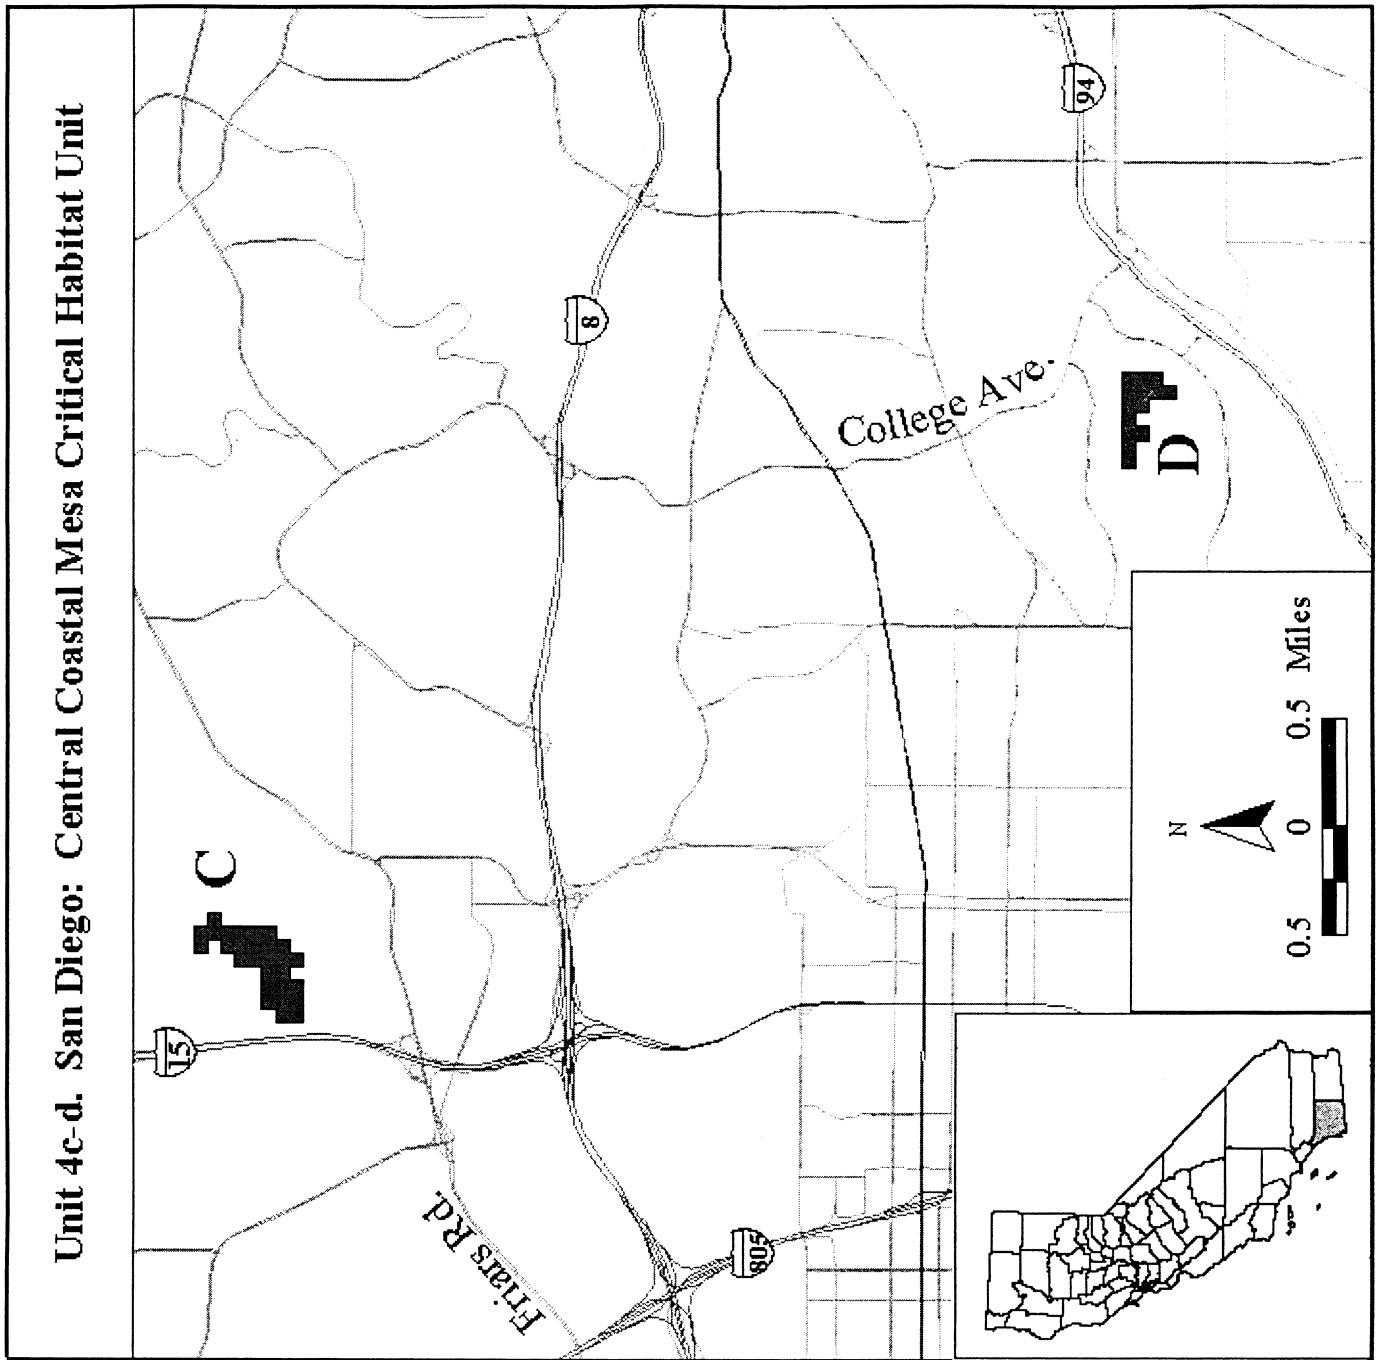 Unit 4c-d. San Diego: Central Coastal Mesa Critical Habitat Unit
15
C
Friars Rd.
8
805
College Ave.
94
D
N
0.5 0 0.5 Miles